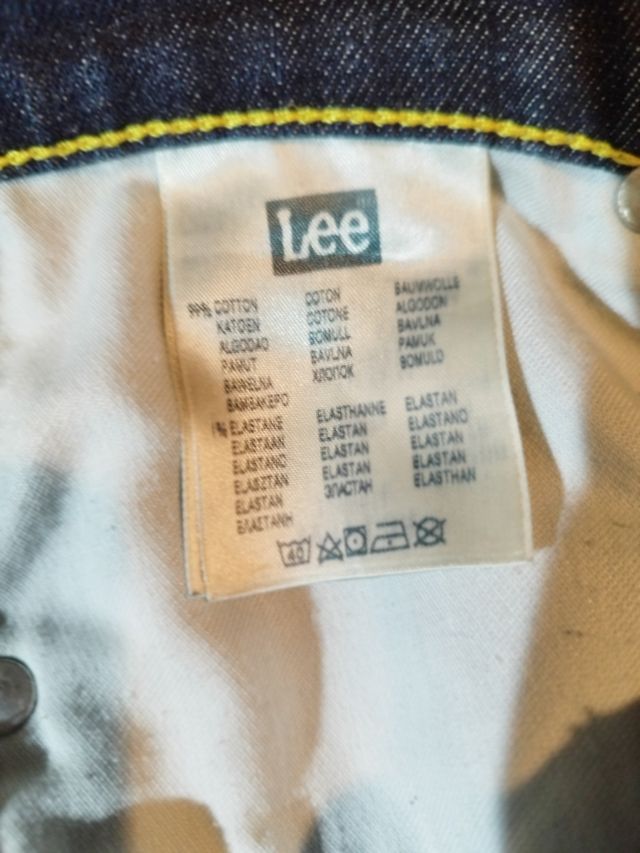 Lee
99% COTTON COTON BAUMWOLLE
KATOEN COTONE ALGODON
ALGODAO BOMULL BAVLNA
PAMUT BAVLNA PAMUK
BAWEŁNA ХЛОПОК BOMULD
ΒΑΜΒΑΚΕΡΟ
1% ELASTANE ELASTHANNE ELASTAN
ELASTAAN ELASTAN ELASTANO
ELASTANO ELASTAN ELASTAN
ELASZTAN ELASTAN ELASTAN
ELASTAN ЭЛАСТАН ELASTHAN
ΕΛΑΣΤΑΝΗ
40